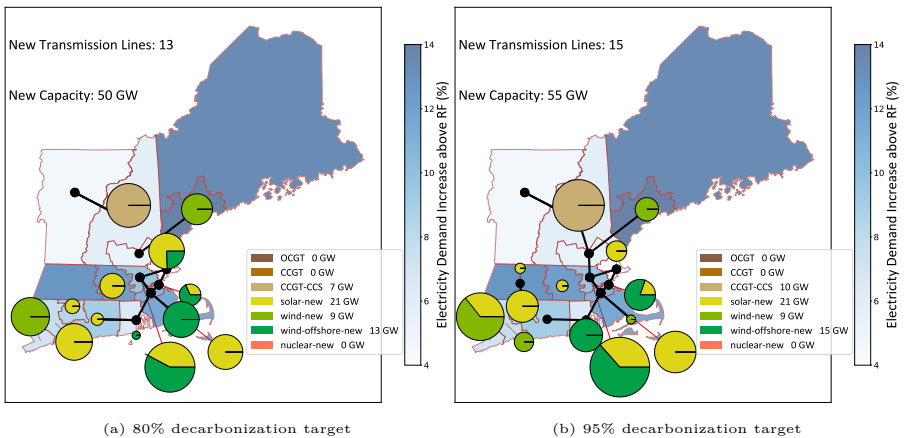 New Transmission Lines: 13
New Capacity: 50 GW
OCGT 0 GW
CCGT 0 GW
CCGT-CCS 7 GW
solar-new 21 GW
wind-new 9 GW
wind-offshore-new 13 GW
nuclear-new 0 GW
14
12
10
8
6
4
Electricity Demand Increase above RF (%)
(a) 80% decarbonization target
New Transmission Lines: 15
New Capacity: 55 GW
OCGT 0 GW
CCGT 0 GW
CCGT-CCS 10 GW
solar-new 21 GW
wind-new 9 GW
wind-offshore-new 15 GW
nuclear-new 0 GW
14
12
10
8
6
4
Electricity Demand Increase above RF (%)
(b) 95% decarbonization target